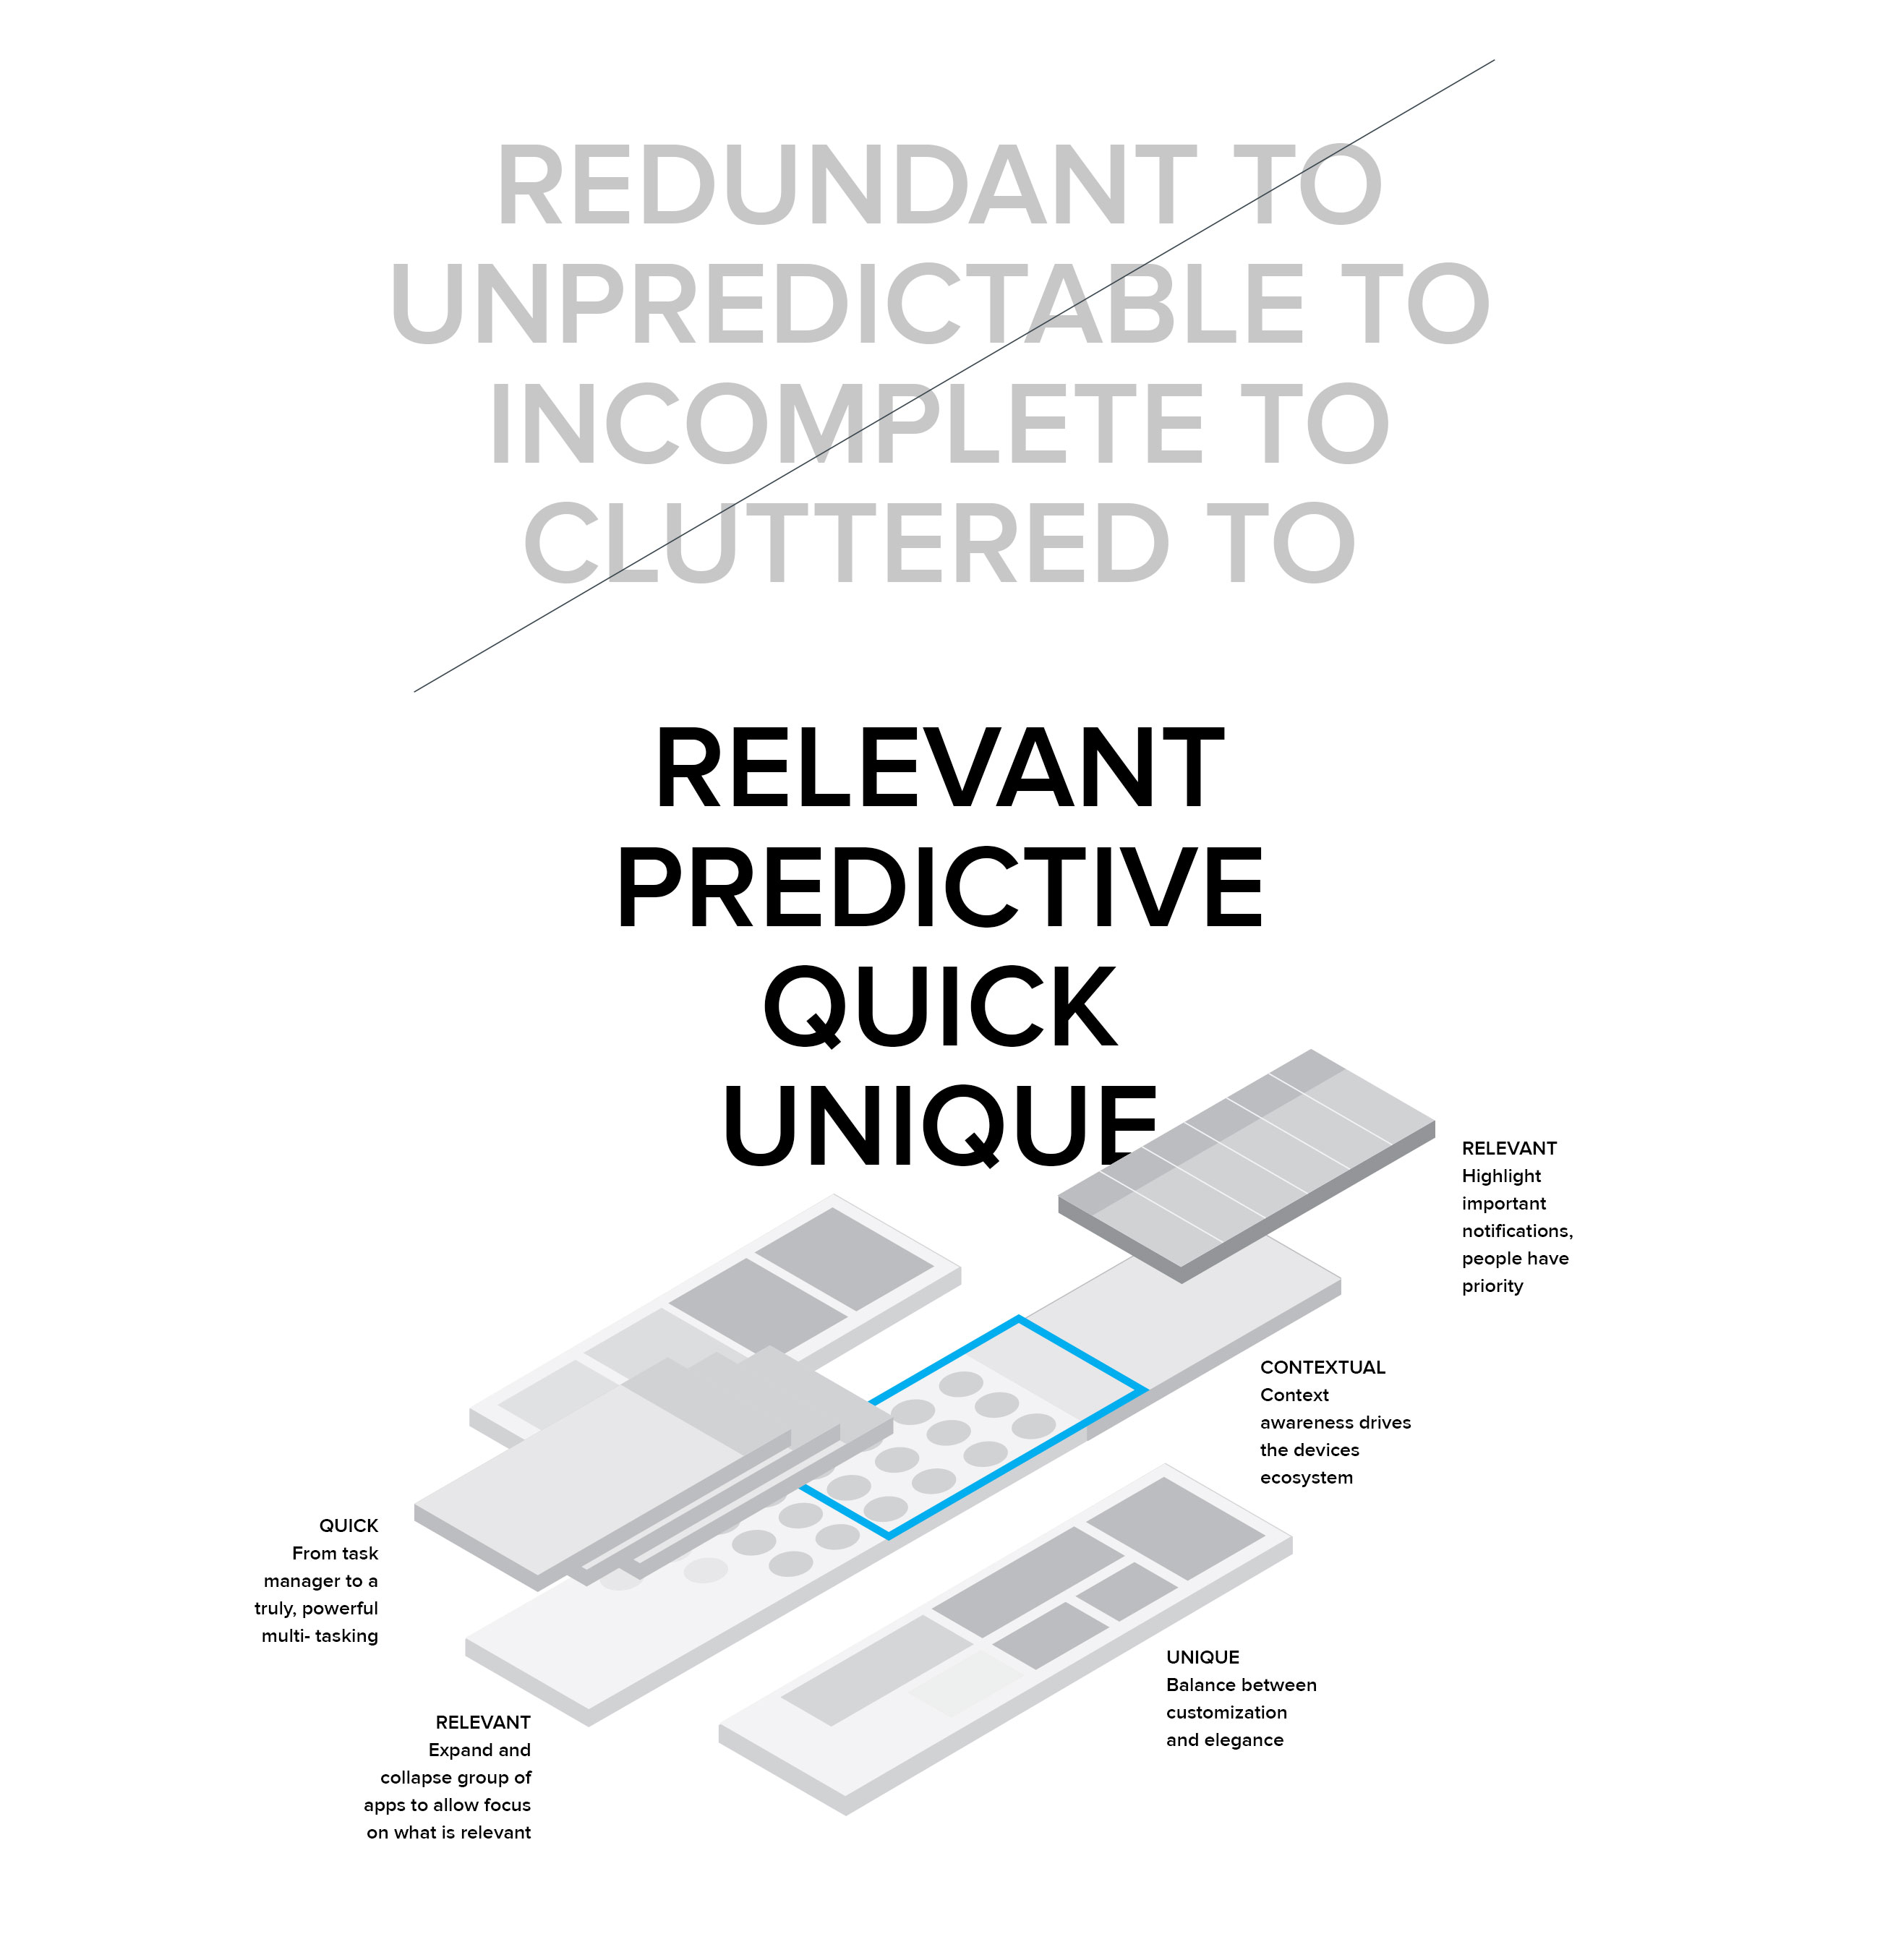 REDUNDANT TO
UNPREDICTABLE TO
INCOMPLETE TO
CLUTTERED TO
RELEVANT
PREDICTIVE
QUICK
UNIQUE
RELEVANT
Highlight
important
notifications,
people have
priority
CONTEXTUAL
Context
awareness drives
the devices
ecosystem
QUICK
From task
manager to a
truly, powerful
multi- tasking
UNIQUE
Balance between
customization
and elegance
RELEVANT
Expand and
collapse group of
apps to allow focus
on what is relevant